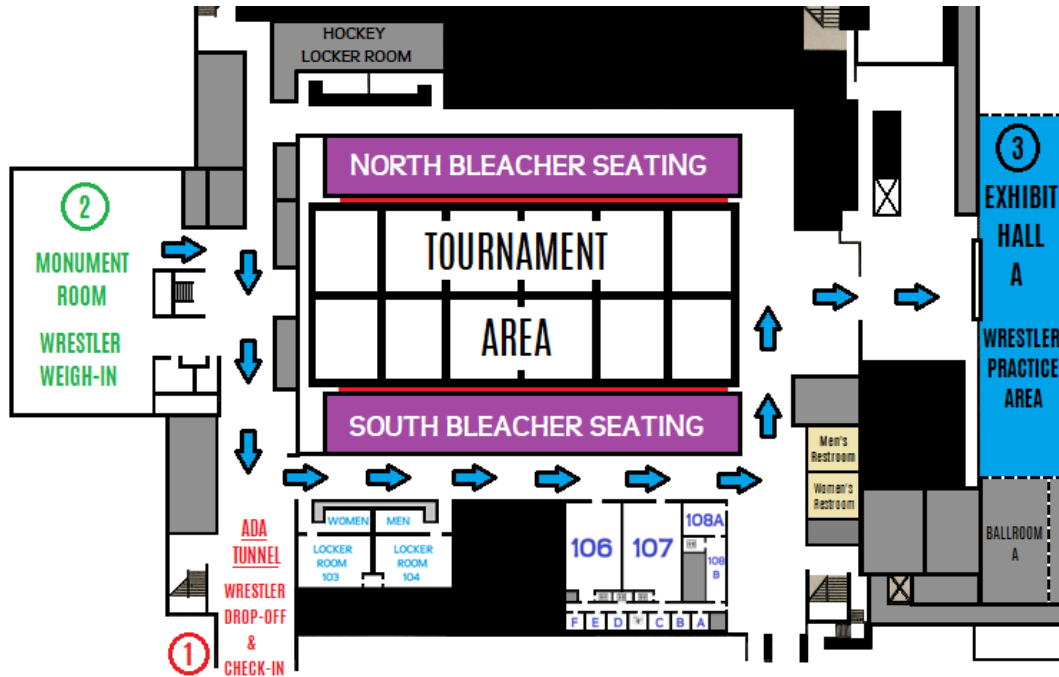 HOCKEY
LOCKER ROOM
NORTH BLEACHER SEATING
3
EXHIBIT
HALL
A
WRESTLER
PRACTICE
AREA
2
MONUMENT
ROOM
WRESTLER
WEIGH-IN
TOURNAMENT
AREA
SOUTH BLEACHER SEATING
Men's
Restroom
Women's
Restroom
BALLROOM
A
ADA
TUNNEL
WRESTLER
DROP-OFF
&
CHECK-IN
1
WOMEN
MEN
LOCKER
ROOM
103
LOCKER
ROOM
104
106
107
108A
108
B
F E D C B A